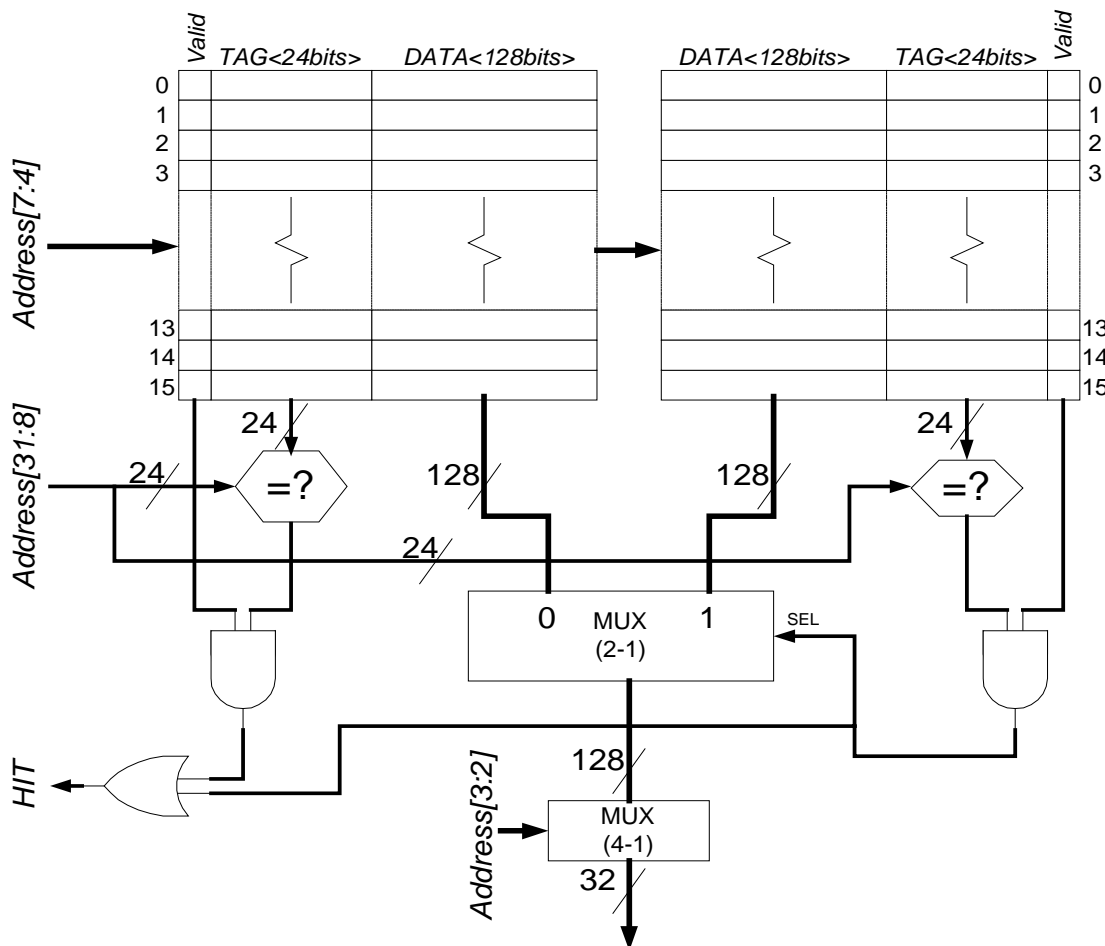 Valid TAG<24bits> DATA<128bits> DATA<128bits> TAG<24bits> Valid
0 0
1 1
2 2
3 3
Address[7:4]
13 13
14 14
15 15
24 24
Address[31:8]
24 =? 128 128 =?
24
0 MUX 1 SEL
(2-1)
HIT
128
Address[3:2]
MUX
(4-1)
32